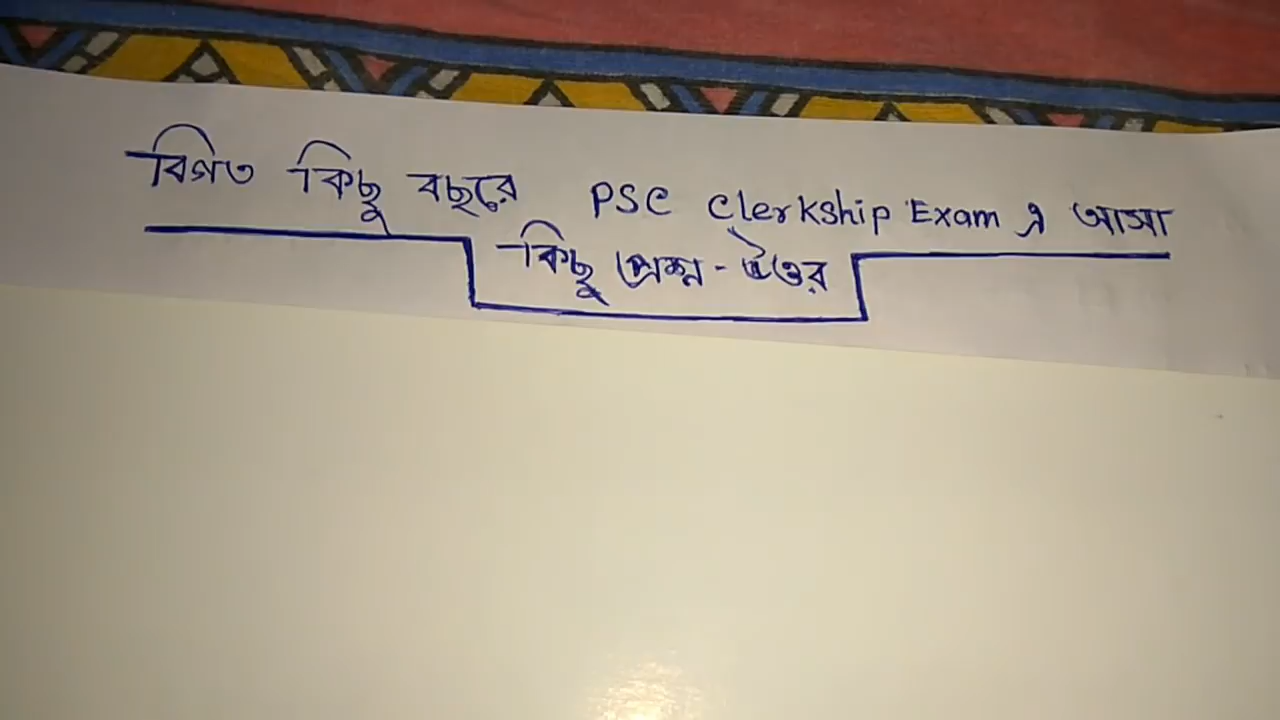 বিগত কিছু বছরে PSC Clerkship Exam এ আসা
কিছু প্রশ্ন - উত্তর